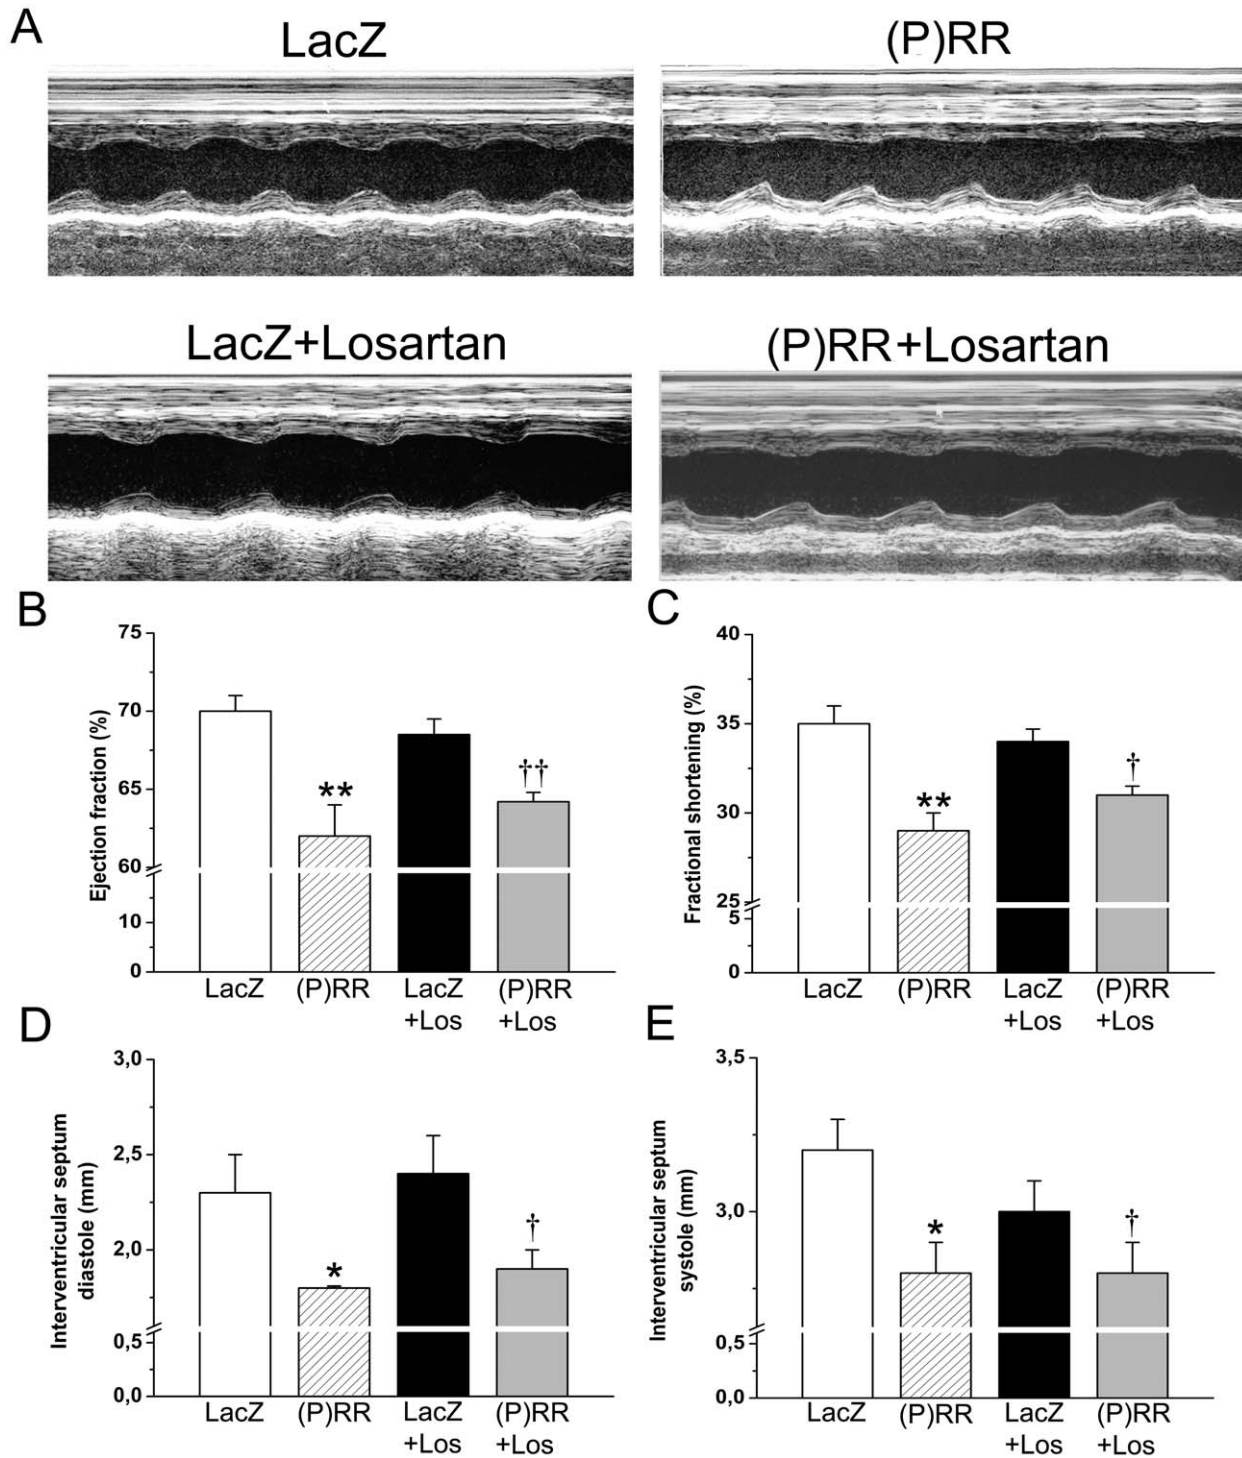 A
LacZ
(P)RR
LacZ+Losartan
(P)RR+Losartan
B
75
70
65
60
10
0
Ejection fraction (%)
**
††
LacZ
(P)RR
LacZ
+Los
(P)RR
+Los
C
40
35
30
25
5
0
Fractional shortening (%)
**
†
LacZ
(P)RR
LacZ
+Los
(P)RR
+Los
D
3,0
2,5
2,0
0,5
0,0
Interventricular septum
diastole (mm)
*
†
LacZ
(P)RR
LacZ
+Los
(P)RR
+Los
E
3,5
3,0
0,5
0,0
Interventricular septum
systole (mm)
*
†
LacZ
(P)RR
LacZ
+Los
(P)RR
+Los